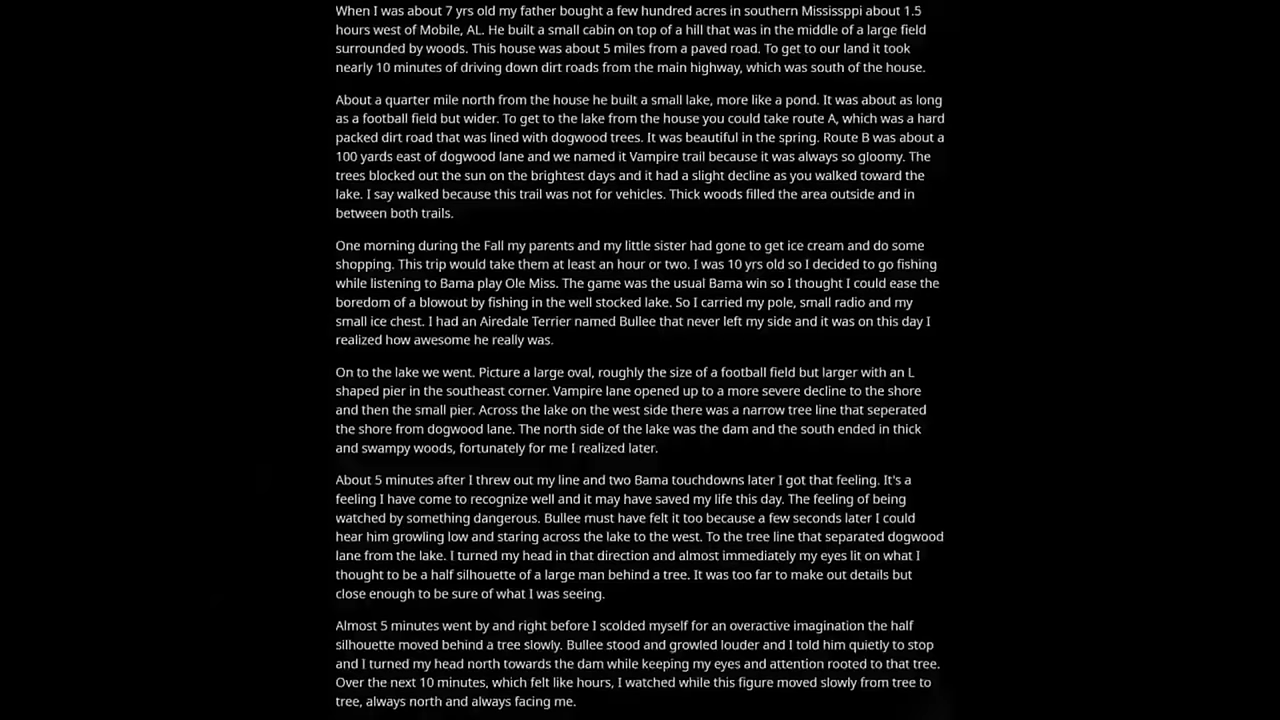 When I was about 7 yrs old my father bought a few hundred acres in southern Mississppi about 1.5
hours west of Mobile, AL. He built a small cabin on top of a hill that was in the middle of a large field
surrounded by woods. This house was about 5 miles from a paved road. To get to our land it took
nearly 10 minutes of driving down dirt roads from the main highway, which was south of the house.
About a quarter mile north from the house he built a small lake, more like a pond. It was about as long
as a football field but wider. To get to the lake from the house you could take route A, which was a hard
packed dirt road that was lined with dogwood trees. It was beautiful in the spring. Route B was about a
100 yards east of dogwood lane and we named it Vampire trail because it was always so gloomy. The
trees blocked out the sun on the brightest days and it had a slight decline as you walked toward the
lake. I say walked because this trail was not for vehicles. Thick woods filled the area outside and in
between both trails.
One morning during the Fall my parents and my little sister had gone to get ice cream and do some
shopping. This trip would take them at least an hour or two. I was 10 yrs old so I decided to go fishing
while listening to Bama play Ole Miss. The game was the usual Bama win so I thought I could ease the
boredom of a blowout by fishing in the well stocked lake. So I carried my pole, small radio and my
small ice chest. I had an Airedale Terrier named Bullee that never left my side and it was on this day I
realized how awesome he really was.
On to the lake we went. Picture a large oval, roughly the size of a football field but larger with an L
shaped pier in the southeast corner. Vampire lane opened up to a more severe decline to the shore
and then the small pier. Across the lake on the west side there was a narrow tree line that seperated
the shore from dogwood lane. The north side of the lake was the dam and the south ended in thick
and swampy woods, fortunately for me I realized later.
About 5 minutes after I threw out my line and two Bama touchdowns later I got that feeling. It's a
feeling I have come to recognize well and it may have saved my life this day. The feeling of being
watched by something dangerous. Bullee must have felt it too because a few seconds later I could
hear him growling low and staring across the lake to the west. To the tree line that separated dogwood
lane from the lake. I turned my head in that direction and almost immediately my eyes lit on what I
thought to be a half silhouette of a large man behind a tree. It was too far to make out details but
close enough to be sure of what I was seeing.
Almost 5 minutes went by and right before I scolded myself for an overactive imagination the half
silhouette moved behind a tree slowly. Bullee stood and growled louder and I told him quietly to stop
and I turned my head north towards the dam while keeping my eyes and attention rooted to that tree.
Over the next 10 minutes, which felt like hours, I watched while this figure moved slowly from tree to
tree, always north and always facing me.